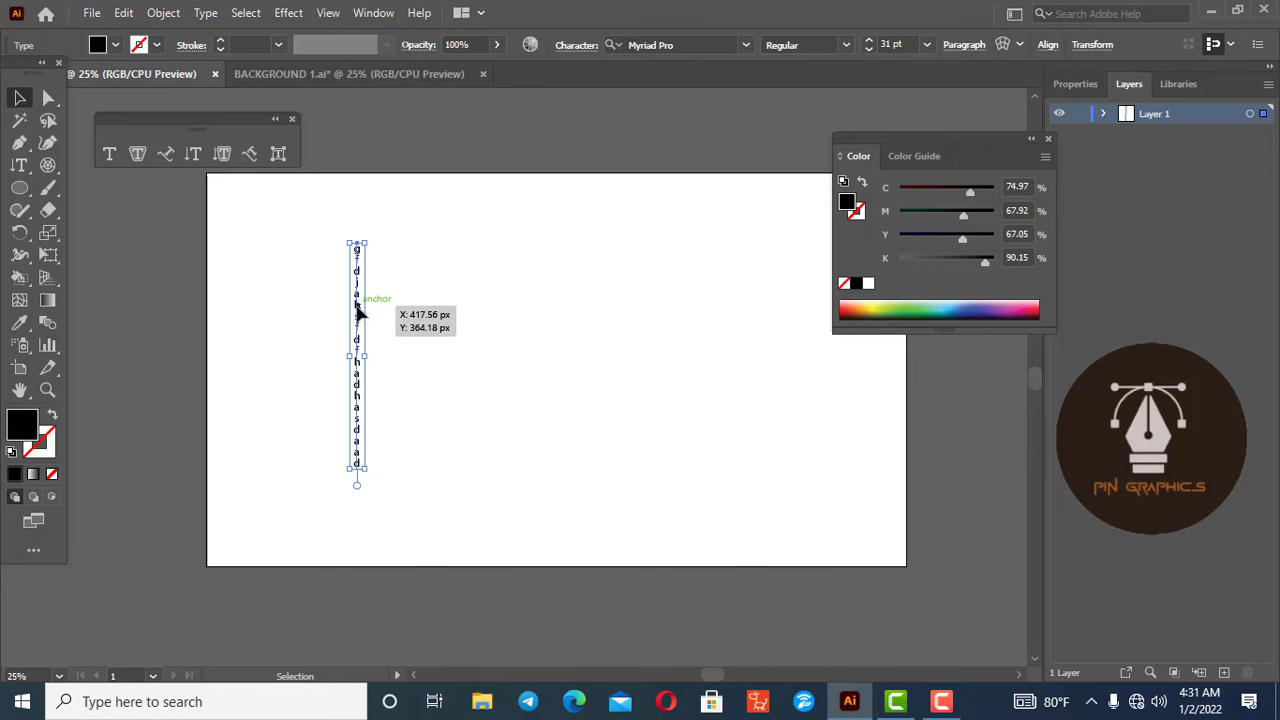 Ai File Edit Object Type Select Effect View Window Help Search Adobe Help
Type Stroke: Opacity: 100% Character: Myriad Pro Regular 31 pt Paragraph Align Transform
@ 25% (RGB/CPU Preview) × BACKGROUND 1.ai* @ 25% (RGB/CPU Preview) ×
Properties Layers Libraries
Layer 1
Color Color Guide
C 74.97 %
M 67.92 %
Y 67.05 %
K 90.15 %
anchor
X: 417.56 px
Y: 364.18 px
hadhasdaad
PIN GRAPHICS
25% 1 Selection
1 Layer
Type here to search
Ai
80°F
4:31 AM
1/2/2022